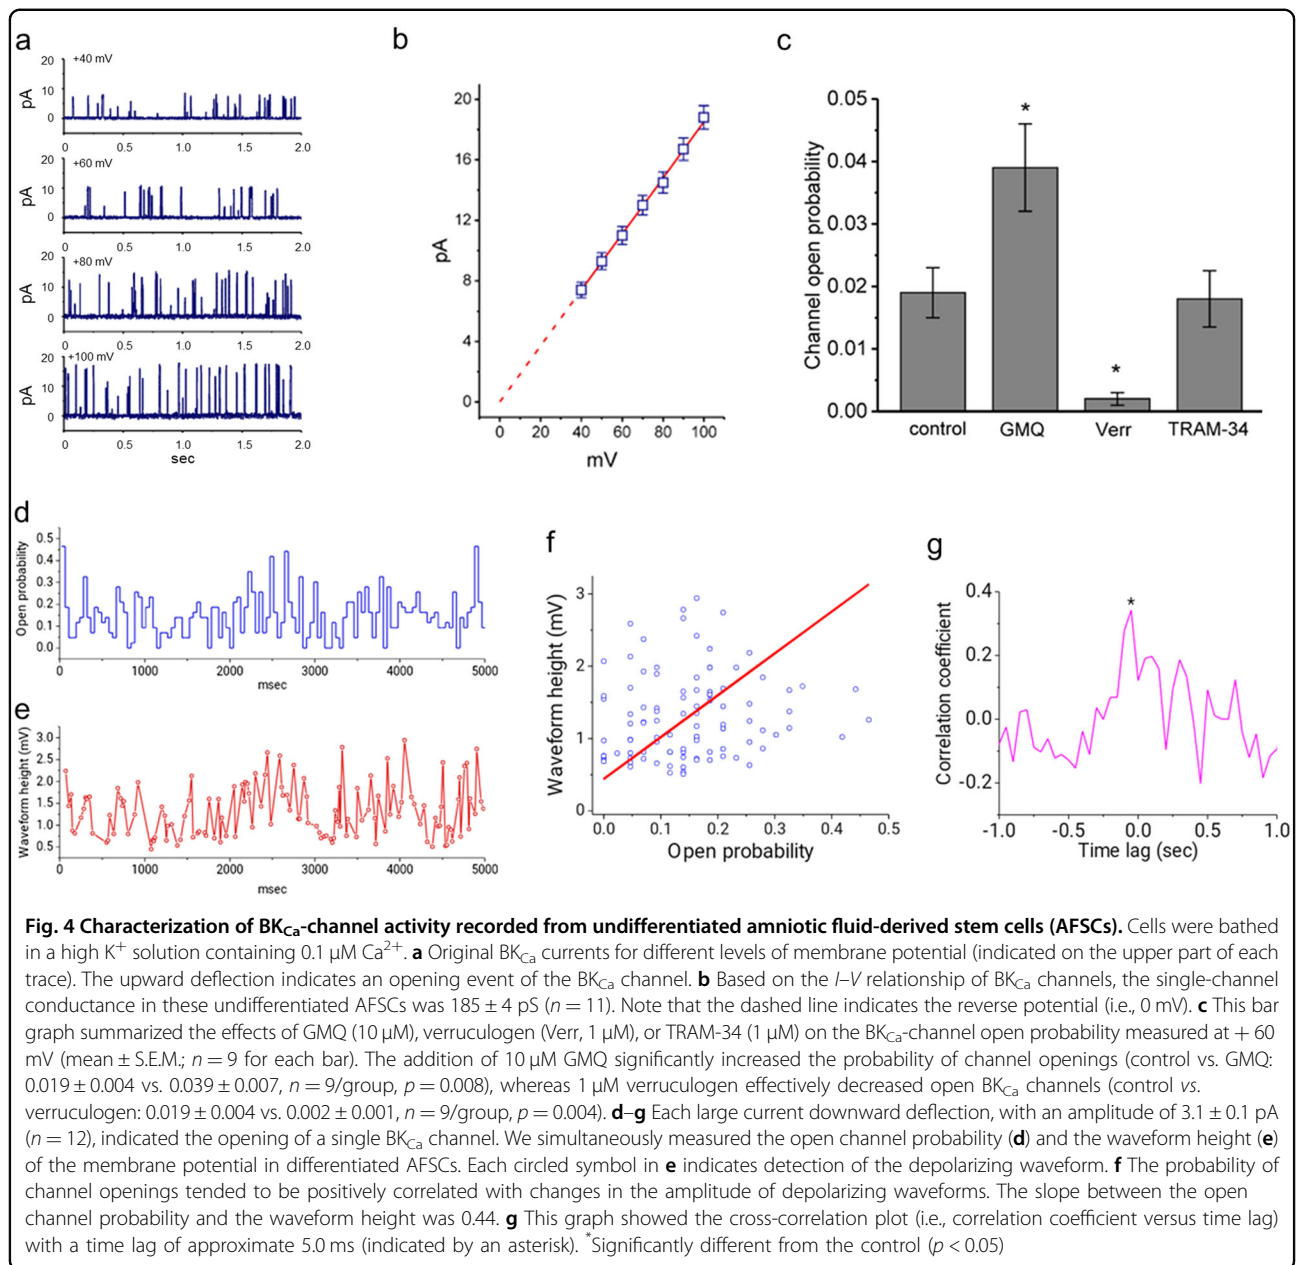 a
20
+40 mV
10
0
pA
0
0.5
1.0
1.5
2.0
20
+60 mV
10
0
pA
0
0.5
1.0
1.5
2.0
20
+80 mV
10
0
pA
0
0.5
1.0
1.5
2.0
20
+100 mV
10
0
pA
0
0.5
1.0
1.5
2.0
sec
b
20
16
12
8
4
0
pA
0
20
40
60
80
100
mV
c
0.05
0.04
0.03
0.02
0.01
0.00
Channel open probability
*
*
control
GMQ
Verr
TRAM-34
d
0.5
0.4
0.3
0.2
0.1
0.0
Open probability
0
1000
2000
3000
4000
5000
msec
e
3.0
2.5
2.0
1.5
1.0
0.5
Waveform height (mV)
0
1000
2000
3000
4000
5000
msec
f
3
2
1
0
Waveform height (mV)
0.0
0.1
0.2
0.3
0.4
0.5
Open probability
g
0.4
0.2
0.0
-0.2
Correlation coefficient
*
-1.0
-0.5
0.0
0.5
1.0
Time lag (sec)
Fig. 4 Characterization of BKCa-channel activity recorded from undifferentiated amniotic fluid-derived stem cells (AFSCs). Cells were bathed
in a high K+ solution containing 0.1 µM Ca2+. a Original BKCa currents for different levels of membrane potential (indicated on the upper part of each
trace). The upward deflection indicates an opening event of the BKCa channel. b Based on the I–V relationship of BKCa channels, the single-channel
conductance in these undifferentiated AFSCs was 185 ± 4 pS (n = 11). Note that the dashed line indicates the reverse potential (i.e., 0 mV). c This bar
graph summarized the effects of GMQ (10 µM), verruculogen (Verr, 1 µM), or TRAM-34 (1 µM) on the BKCa-channel open probability measured at + 60
mV (mean ± S.E.M.; n = 9 for each bar). The addition of 10 µM GMQ significantly increased the probability of channel openings (control vs. GMQ:
0.019 ± 0.004 vs. 0.039 ± 0.007, n = 9/group, p = 0.008), whereas 1 µM verruculogen effectively decreased open BKCa channels (control vs.
verruculogen: 0.019 ± 0.004 vs. 0.002 ± 0.001, n = 9/group, p = 0.004). d–g Each large current downward deflection, with an amplitude of 3.1 ± 0.1 pA
(n = 12), indicated the opening of a single BKCa channel. We simultaneously measured the open channel probability (d) and the waveform height (e)
of the membrane potential in differentiated AFSCs. Each circled symbol in e indicates detection of the depolarizing waveform. f The probability of
channel openings tended to be positively correlated with changes in the amplitude of depolarizing waveforms. The slope between the open
channel probability and the waveform height was 0.44. g This graph showed the cross-correlation plot (i.e., correlation coefficient versus time lag)
with a time lag of approximate 5.0 ms (indicated by an asterisk). *Significantly different from the control (p < 0.05)